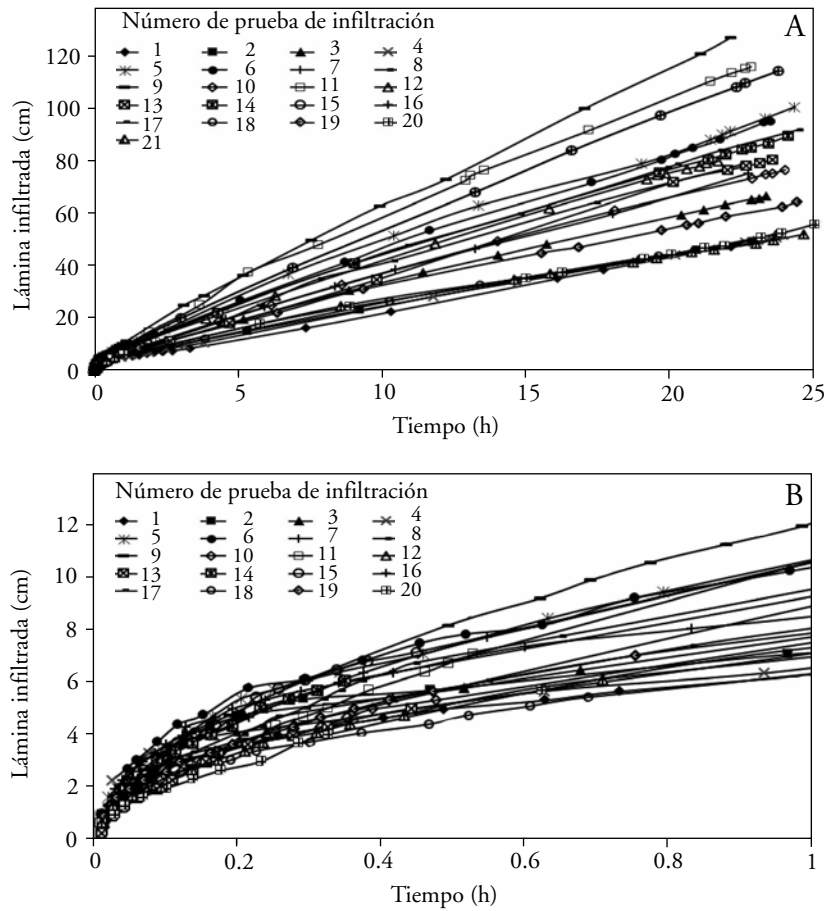 Número de prueba de infiltración
A
1 2 3 4
5 6 7 8
9 10 11 12
13 14 15 16
17 18 19 20
21
Lámina infiltrada (cm)
120
100
80
60
40
20
0
0 5 10 15 20 25
Tiempo (h)
Número de prueba de infiltración
B
1 2 3 4
5 6 7 8
9 10 11 12
13 14 15 16
17 18 19 20
Lámina infiltrada (cm)
12
10
8
6
4
2
0
0 0.2 0.4 0.6 0.8 1
Tiempo (h)